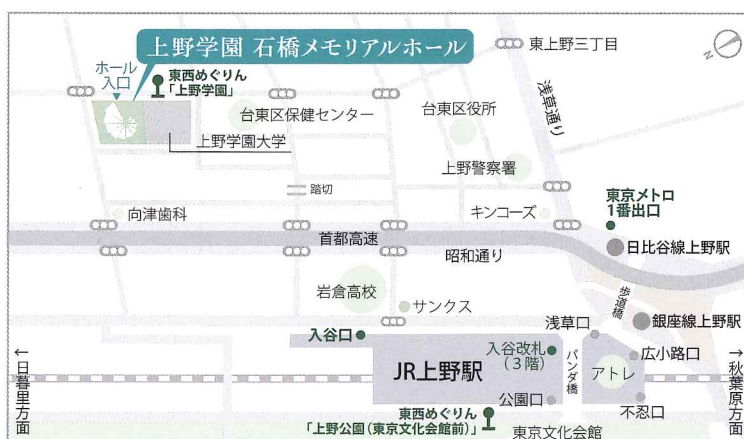 上野学園 石橋メモリアルホール
東上野三丁目
N
ホール
入口
東西めぐりん
「上野学園」
浅草通り
台東区保健センター
台東区役所
上野学園大学
上野警察署
踏切
向津歯科
キンコーズ
東京メトロ
1番出口
首都高速
昭和通り
日比谷線上野駅
岩倉高校
サンクス
歩道橋
入谷口
浅草口
銀座線上野駅
←日暮里方面
JR上野駅
入谷改札
(3階)
パンダ橋
アトレ
広小路口
→秋葉原方面
公園口
不忍口
東西めぐりん
「上野公園(東京文化会館前)」
東京文化会館